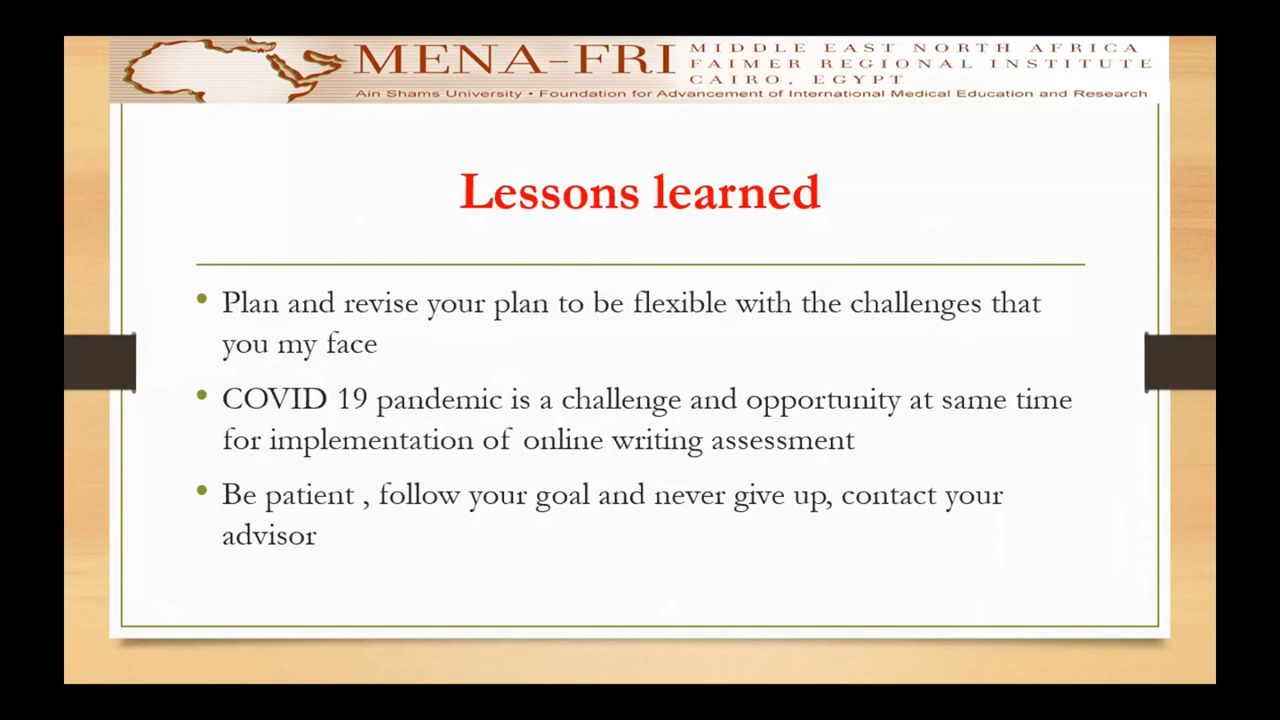 MENA-FRI
MIDDLE EAST NORTH AFRICA
FAIMER REGIONAL INSTITUTE
CAIRO, EGYPT
Ain Shams University • Foundation for Advancement of International Medical Education and Research
Lessons learned
• Plan and revise your plan to be flexible with the challenges that
you my face
• COVID 19 pandemic is a challenge and opportunity at same time
for implementation of online writing assessment
• Be patient , follow your goal and never give up, contact your
advisor